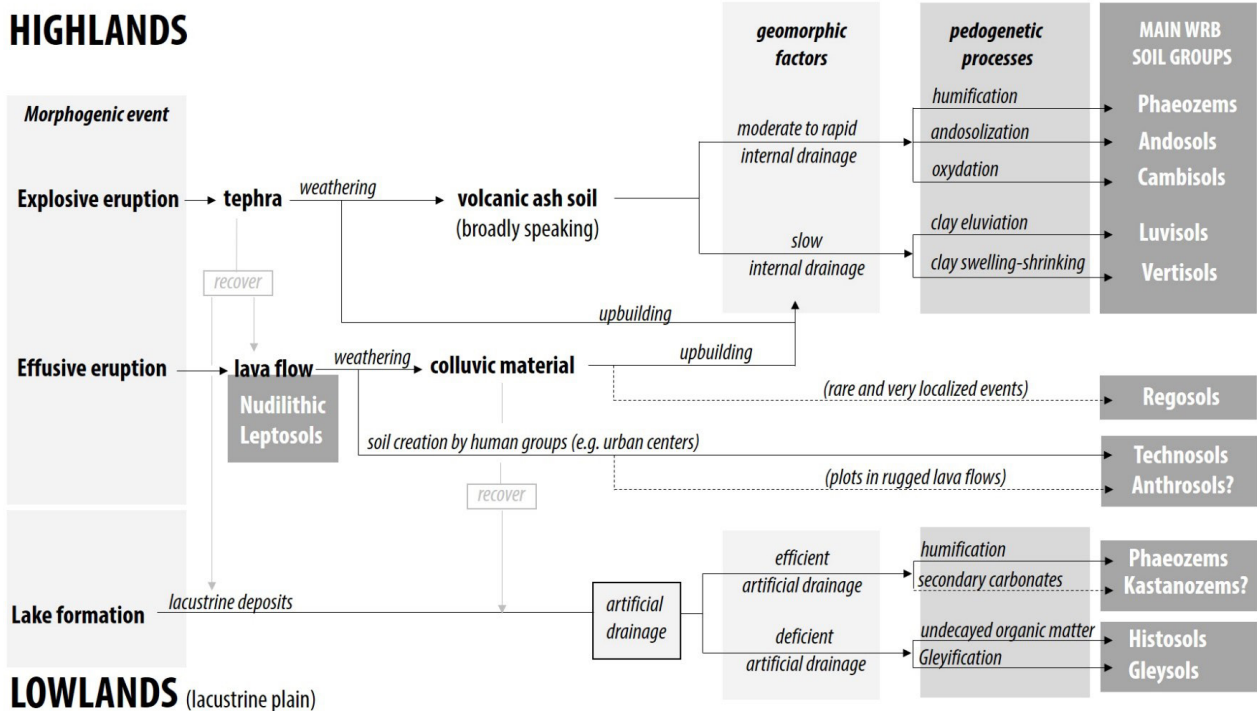 HIGHLANDS
geomorphic
factors
pedogenetic
processes
MAIN WRB
SOIL GROUPS
Morphogenic event
humification
Phaeozems
moderate to rapid
internal drainage
andosolization
Andosols
oxydation
Cambisols
Explosive eruption
tephra
weathering
volcanic ash soil
(broadly speaking)
slow
internal drainage
clay eluviation
Luvisols
clay swelling-shrinking
Vertisols
recover
upbuilding
Effusive eruption
lava flow
weathering
colluvic material
upbuilding
Nudilithic
Leptosols
(rare and very localized events)
Regosols
soil creation by human groups (e.g. urban centers)
Technosols
(plots in rugged lava flows)
Anthrosols?
recover
efficient
artificial drainage
humification
Phaeozems
secondary carbonates
Kastanozems?
Lake formation
lacustrine deposits
artificial
drainage
deficient
artificial drainage
undecayed organic matter
Histosols
Gleyification
Gleysols
LOWLANDS (lacustrine plain)